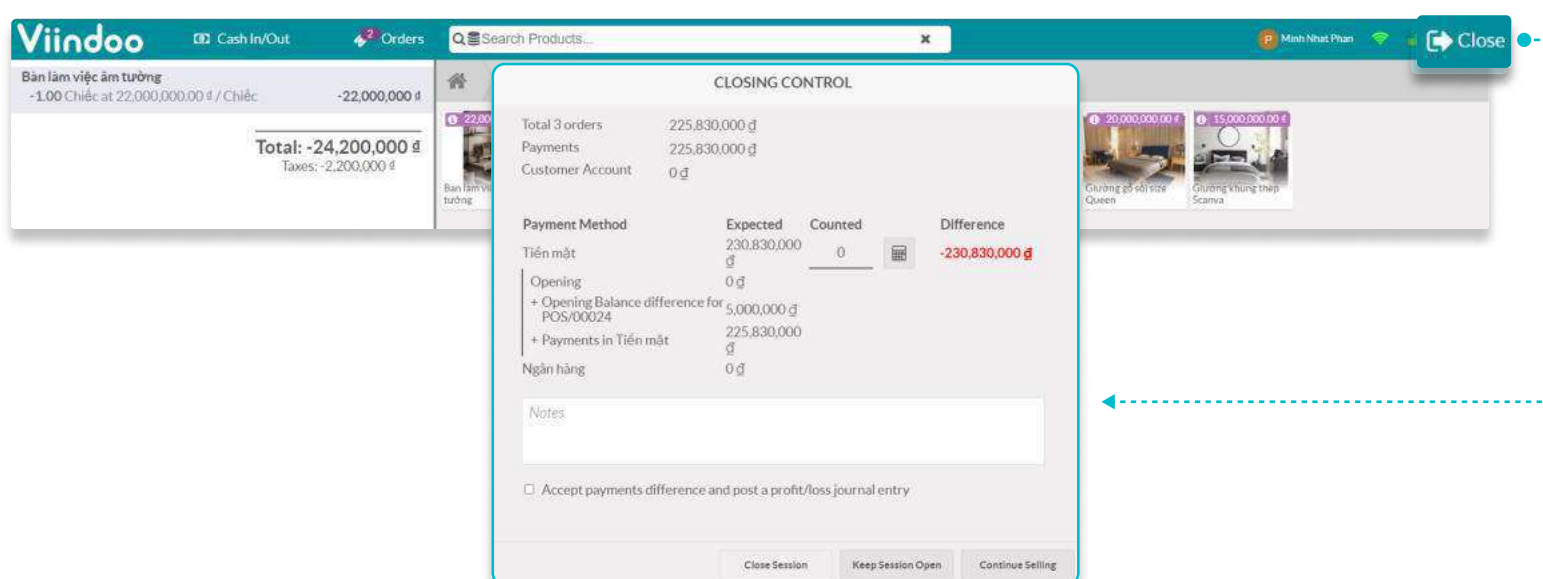 Viindoo
Cash In/Out
2 Orders
Search Products...
P Minh Nhat Phan
Close
Bàn làm việc âm tường
-1.00 Chiếc at 22,000,000.00 ₫ / Chiếc -22,000,000 ₫
Total: -24,200,000 ₫
Taxes: -2,200,000 ₫
CLOSING CONTROL
Total 3 orders 225,830,000 ₫
Payments 225,830,000 ₫
Customer Account 0 ₫
Payment Method Expected Counted Difference
Tiền mặt 230,830,000 ₫ 0 -230,830,000 ₫
Opening 0 ₫
+ Opening Balance difference for POS/00024 5,000,000 ₫
+ Payments in Tiền mặt 225,830,000 ₫
Ngân hàng 0 ₫
Notes
Accept payments difference and post a profit/loss journal entry
Close Session Keep Session Open Continue Selling
20,000,000.00 ₫
Giường gỗ sồi size
Queen
15,000,000.00 ₫
Giường khung thép
Scanva